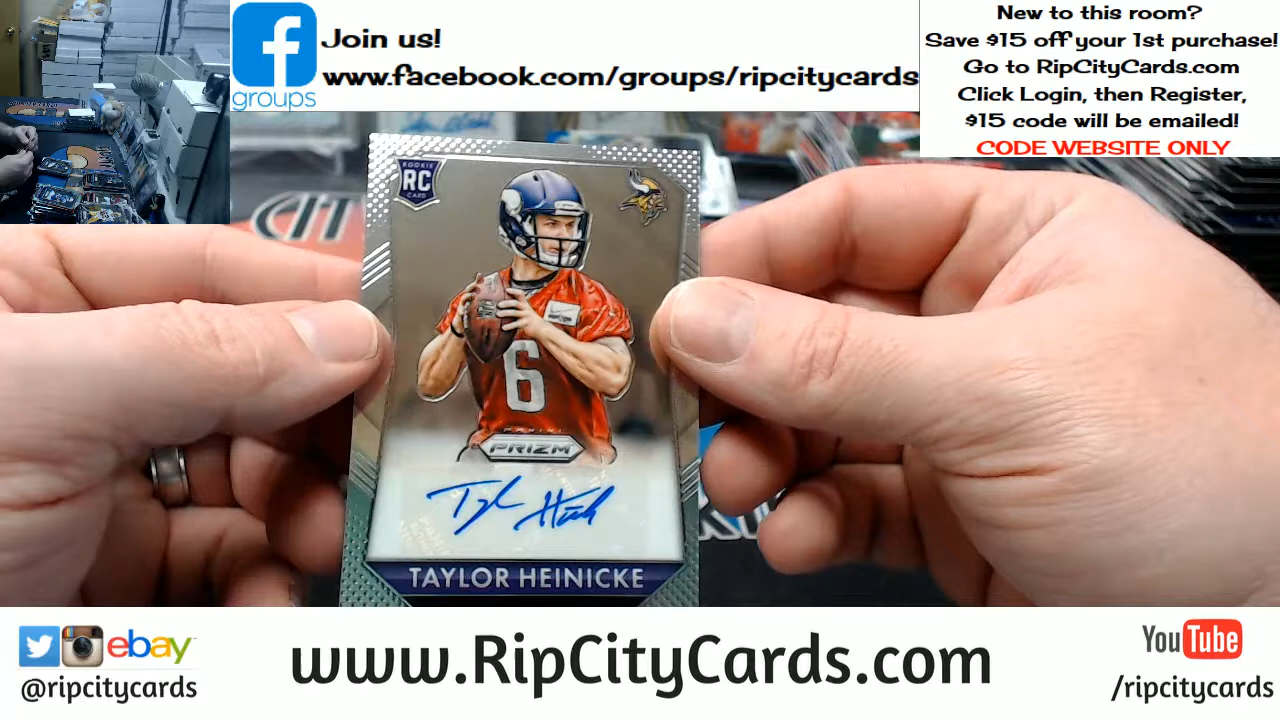 Join us!
www.facebook.com/groups/ripcitycards
groups
New to this room?
Save $15 off your 1st purchase!
Go to RipCityCards.com
Click Login, then Register,
$15 code will be emailed!
CODE WEBSITE ONLY
CIT
ROOKIE
RC
CARD
6
PRIZM
TAYLOR HEINICKE
ebay
@ripcitycards
www.RipCityCards.com
YouTube
/ripcitycards